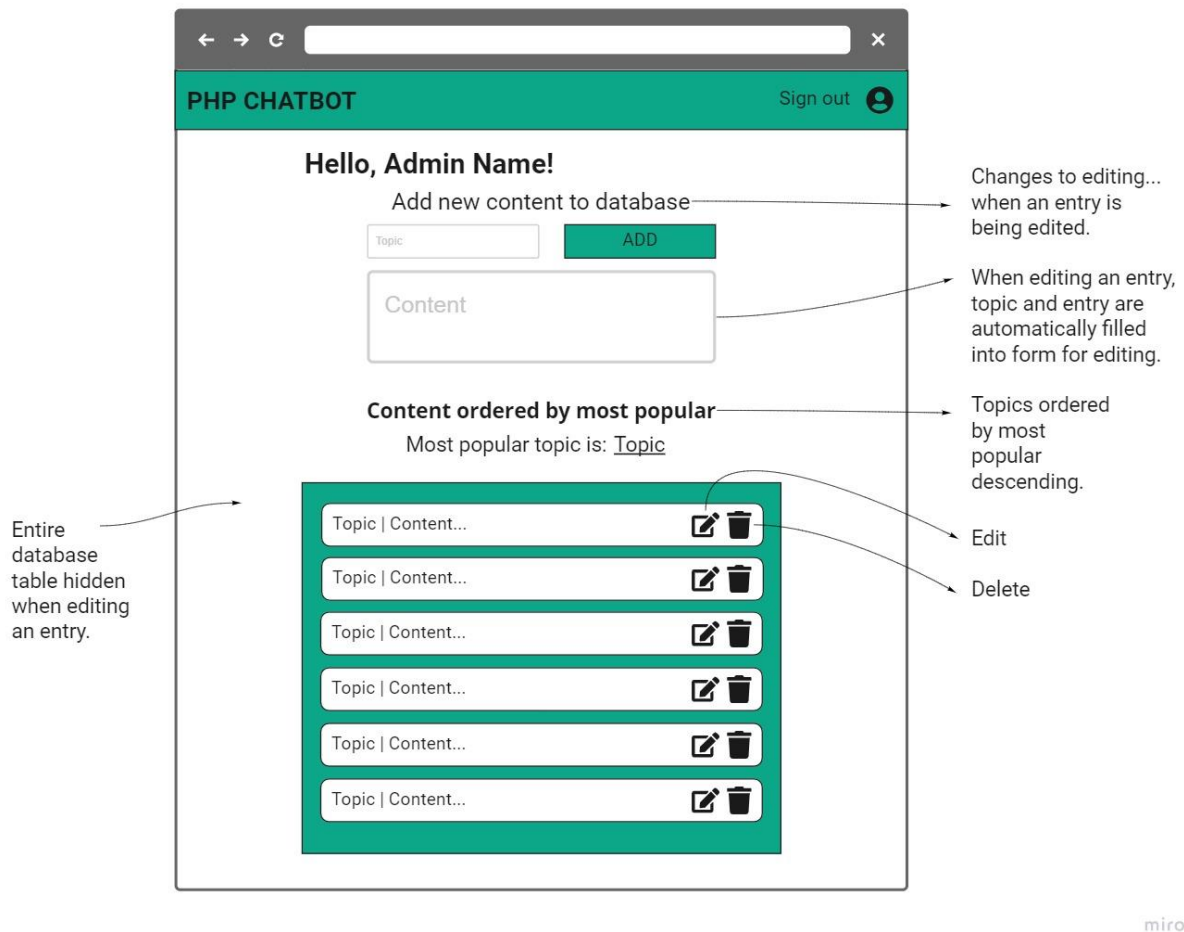 PHP CHATBOT
Sign out
Hello, Admin Name!
Add new content to database
Topic
ADD
Content
Content ordered by most popular
Most popular topic is: Topic
Topic | Content...
Topic | Content...
Topic | Content...
Topic | Content...
Topic | Content...
Topic | Content...
Entire
database
table hidden
when editing
an entry.
Changes to editing...
when an entry is
being edited.
When editing an entry,
topic and entry are
automatically filled
into form for editing.
Topics ordered
by most
popular
descending.
Edit
Delete
miro